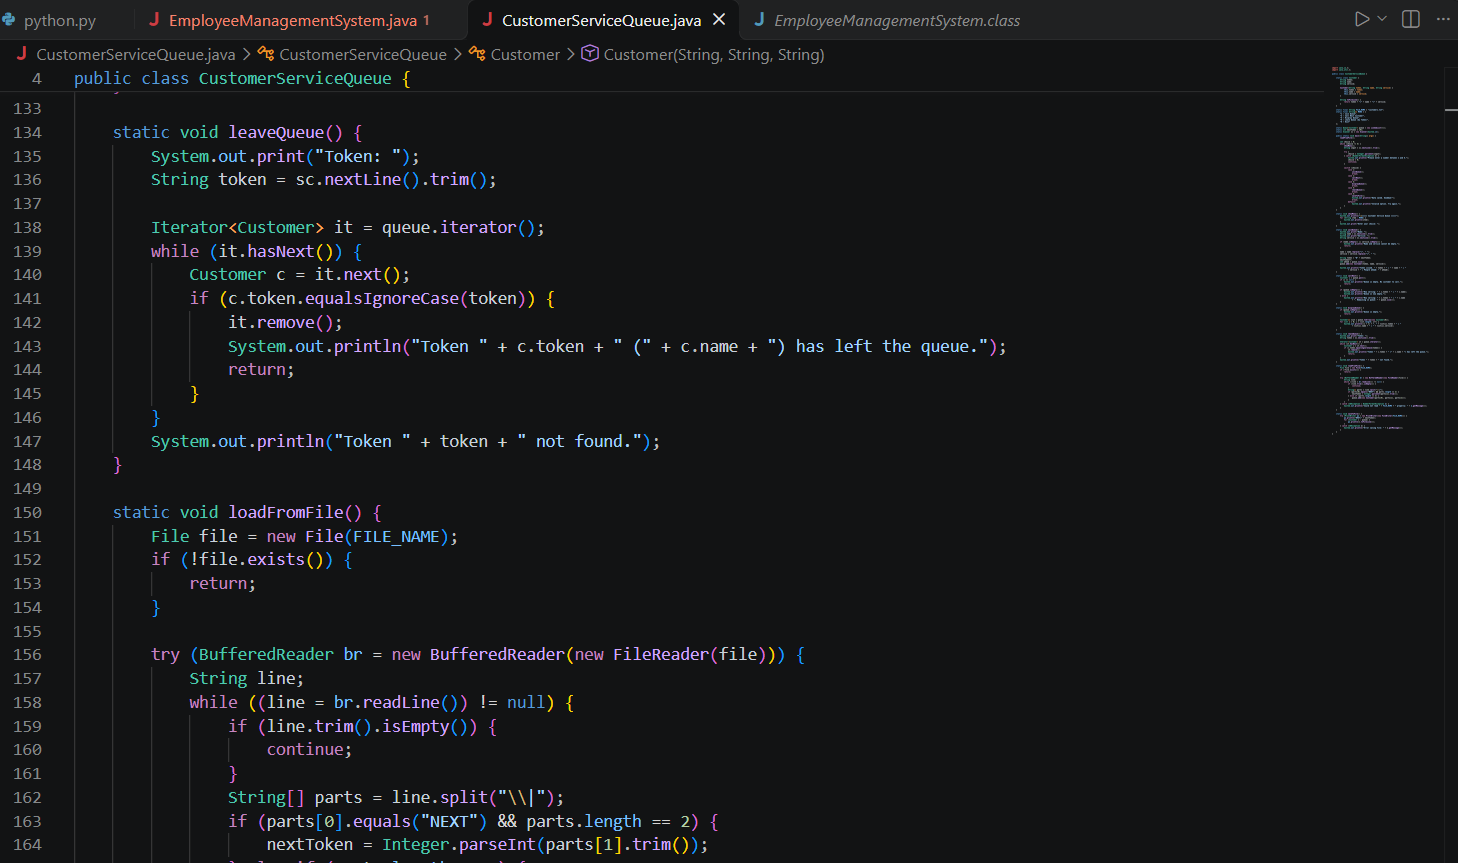 python.py
EmployeeManagementSystem.java 1
CustomerServiceQueue.java
EmployeeManagementSystem.class
CustomerServiceQueue.java > CustomerServiceQueue > Customer > Customer(String, String, String)
4 public class CustomerServiceQueue {
133
134 static void leaveQueue() {
135 System.out.print("Token: ");
136 String token = sc.nextLine().trim();
137
138 Iterator<Customer> it = queue.iterator();
139 while (it.hasNext()) {
140 Customer c = it.next();
141 if (c.token.equalsIgnoreCase(token)) {
142 it.remove();
143 System.out.println("Token " + c.token + " (" + c.name + ") has left the queue.");
144 return;
145 }
146 }
147 System.out.println("Token " + token + " not found.");
148 }
149
150 static void loadFromFile() {
151 File file = new File(FILE_NAME);
152 if (!file.exists()) {
153 return;
154 }
155
156 try (BufferedReader br = new BufferedReader(new FileReader(file))) {
157 String line;
158 while ((line = br.readLine()) != null) {
159 if (line.trim().isEmpty()) {
160 continue;
161 }
162 String[] parts = line.split("\\|");
163 if (parts[0].equals("NEXT") && parts.length == 2) {
164 nextToken = Integer.parseInt(parts[1].trim());